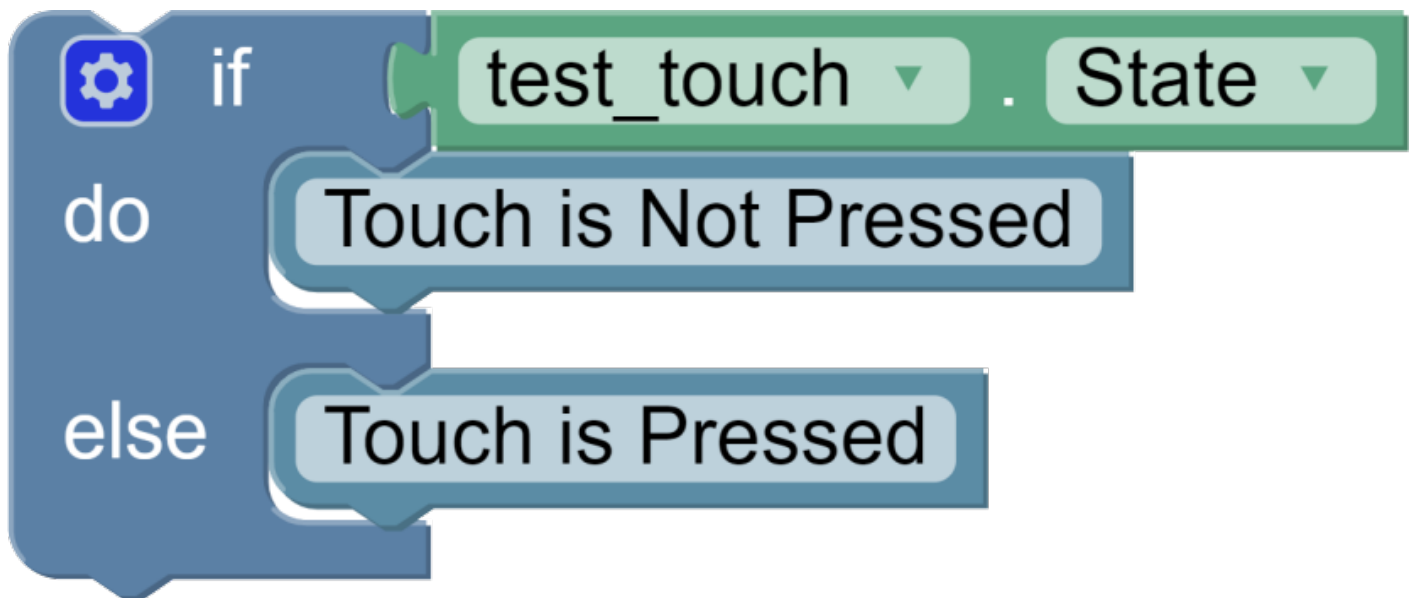 if test_touch . State
do Touch is Not Pressed
else Touch is Pressed